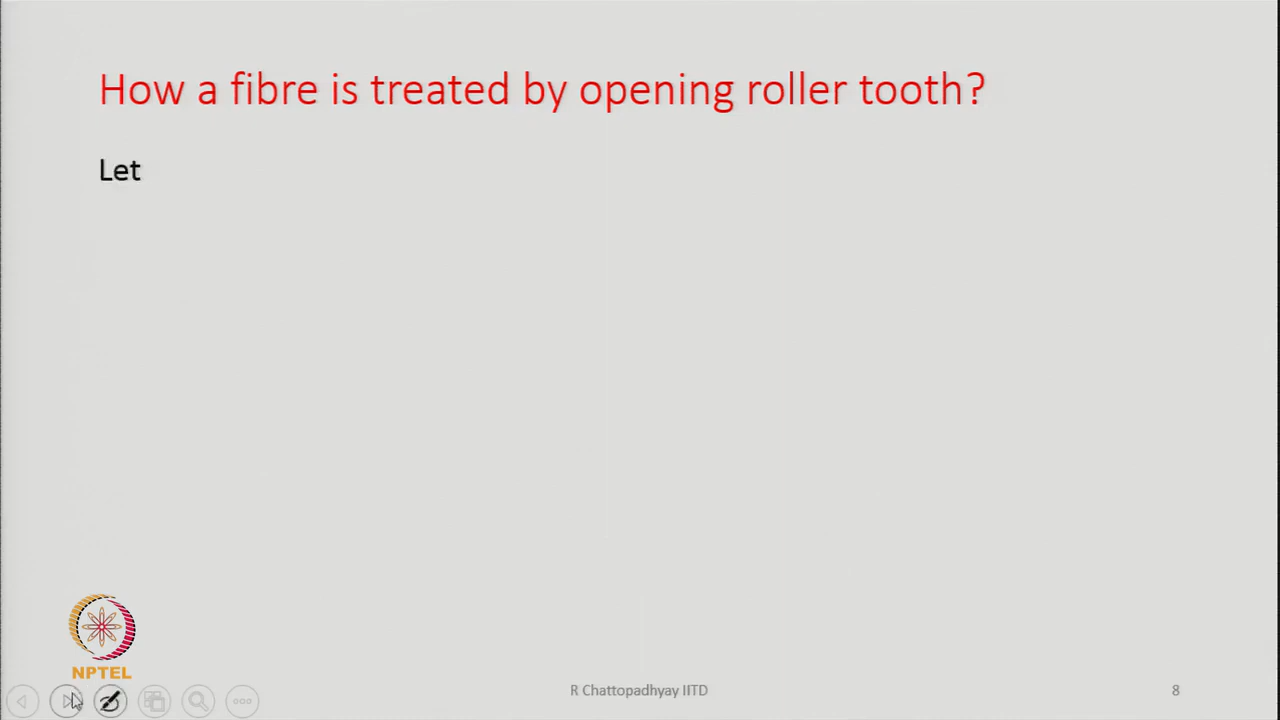 How a fibre is treated by opening roller tooth?
Let
NPTEL
R Chattopadhyay IITD
8